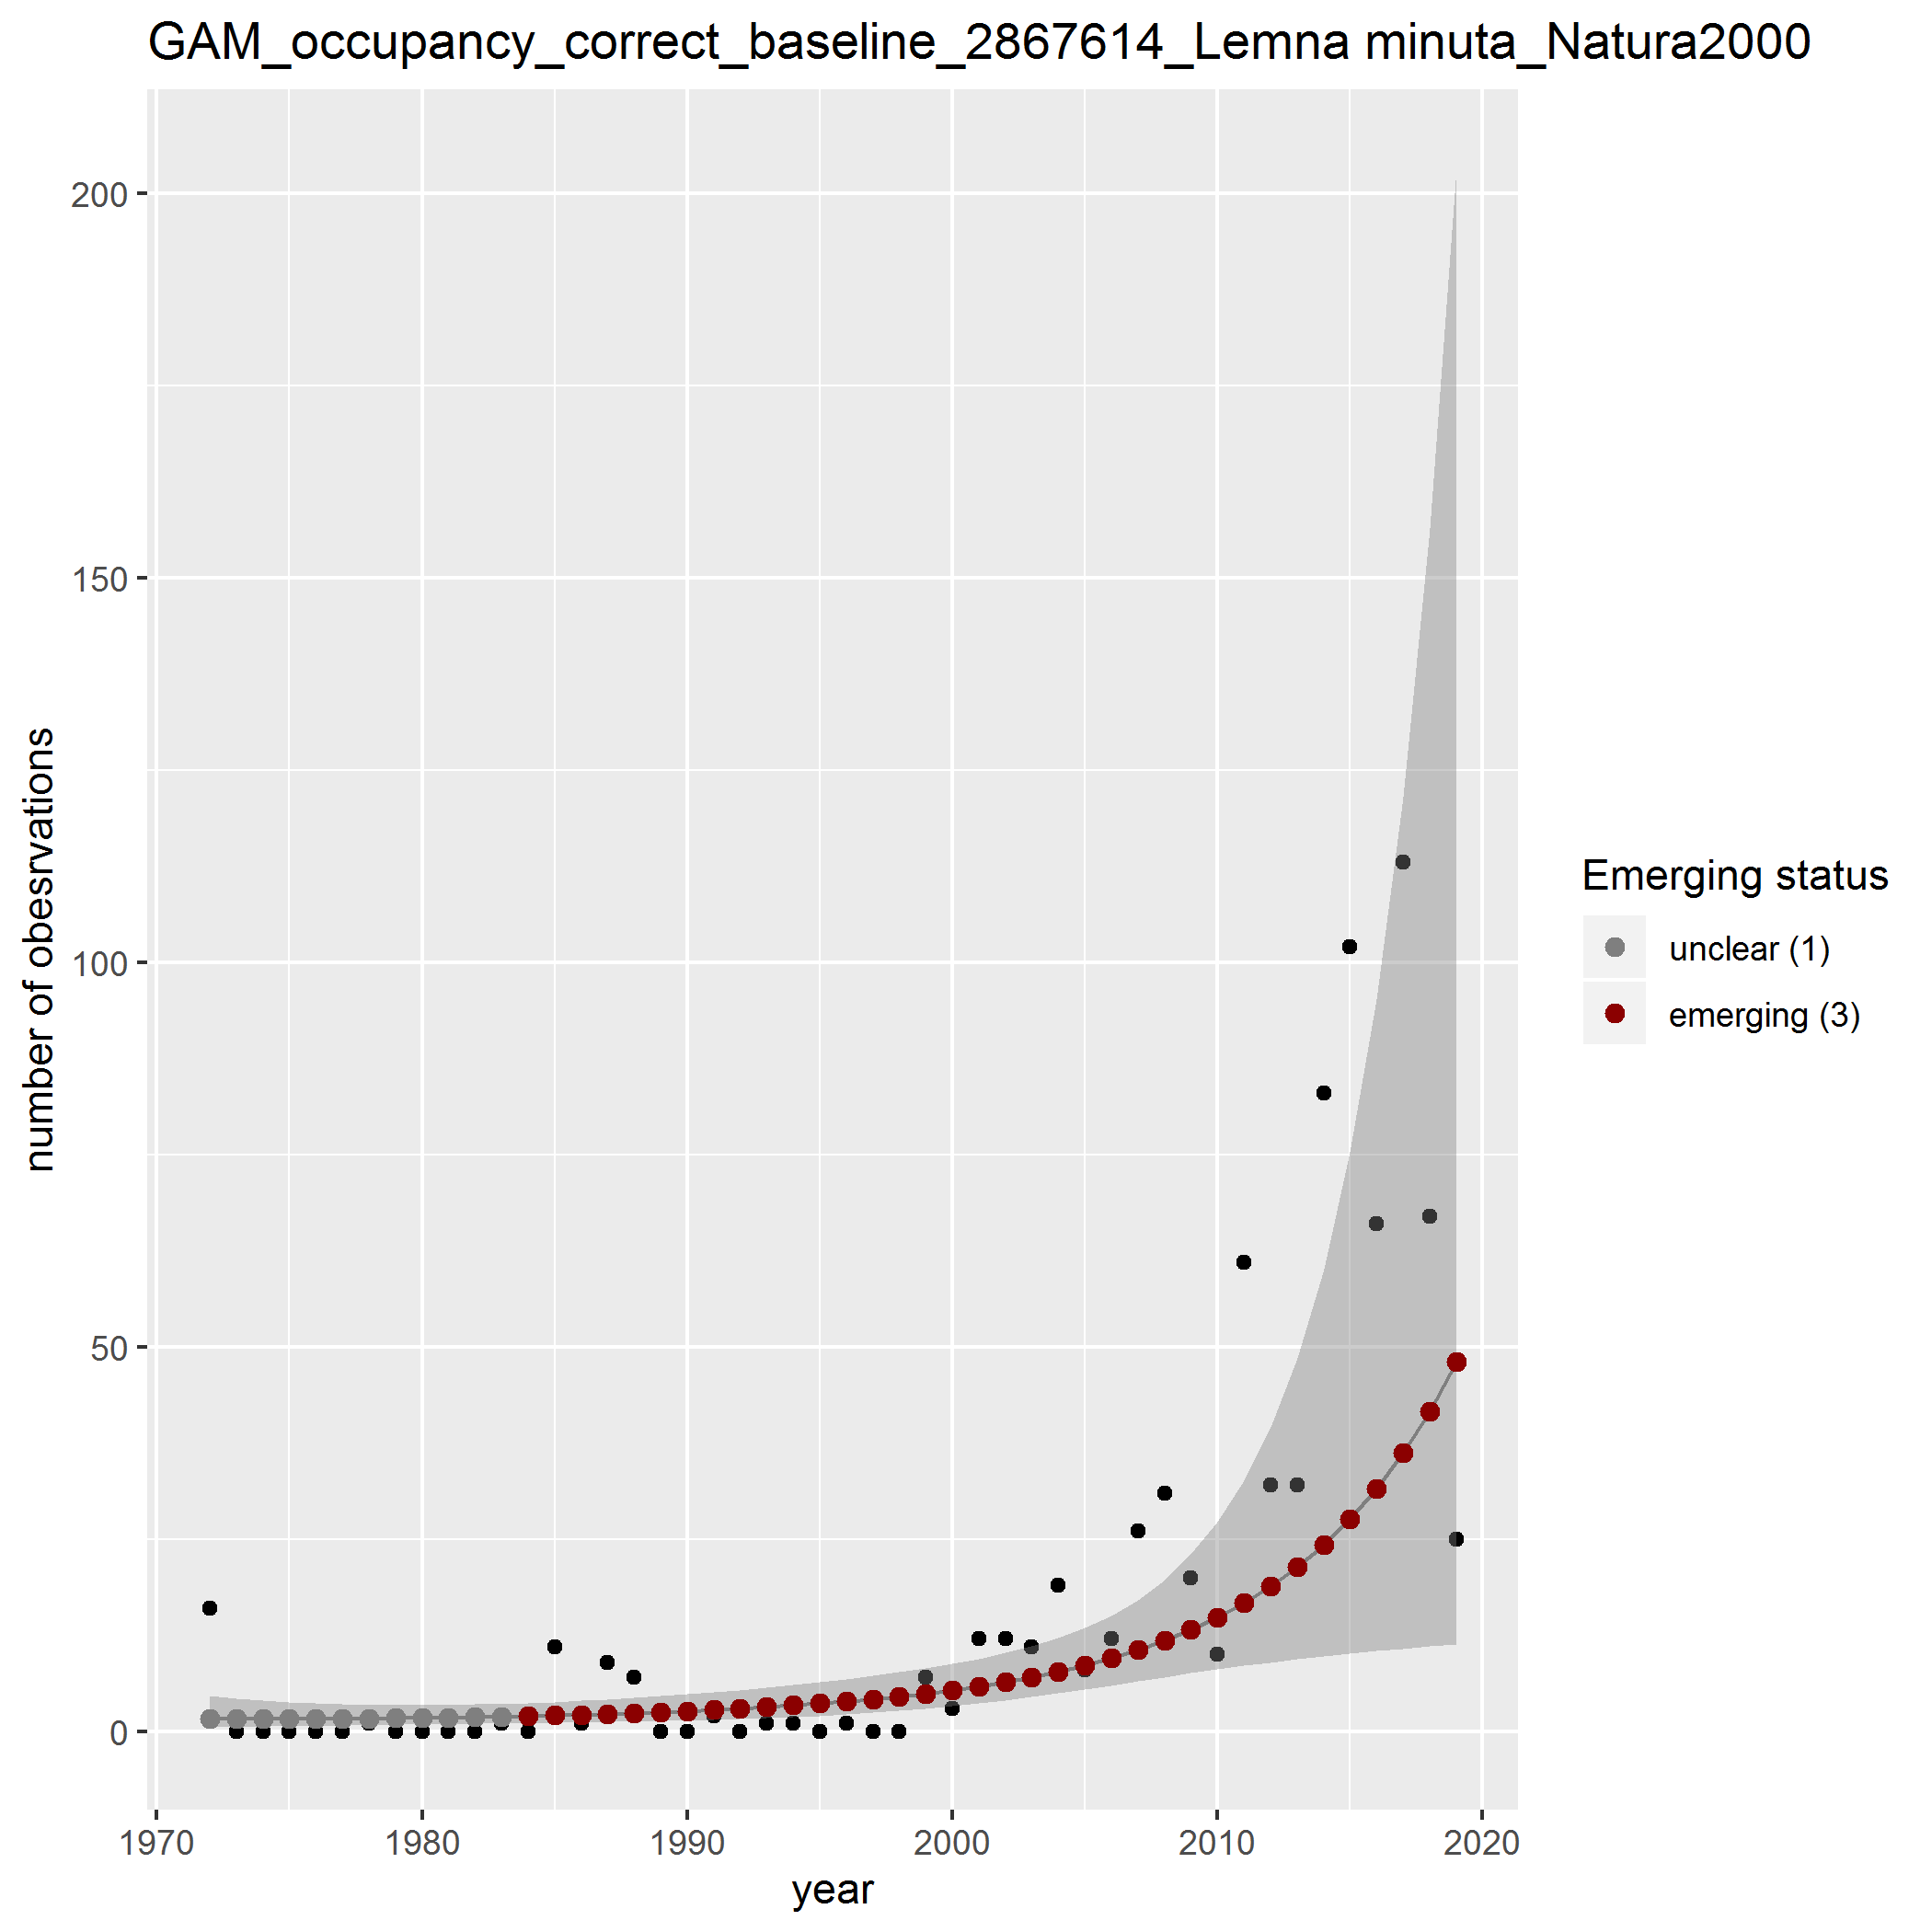 GAM_occupancy_correct_baseline_2867614_Lemna minuta_Natura2000
200
150
100
50
0
number of obesrvations
1970 1980 1990 2000 2010 2020
year
Emerging status
unclear (1)
emerging (3)